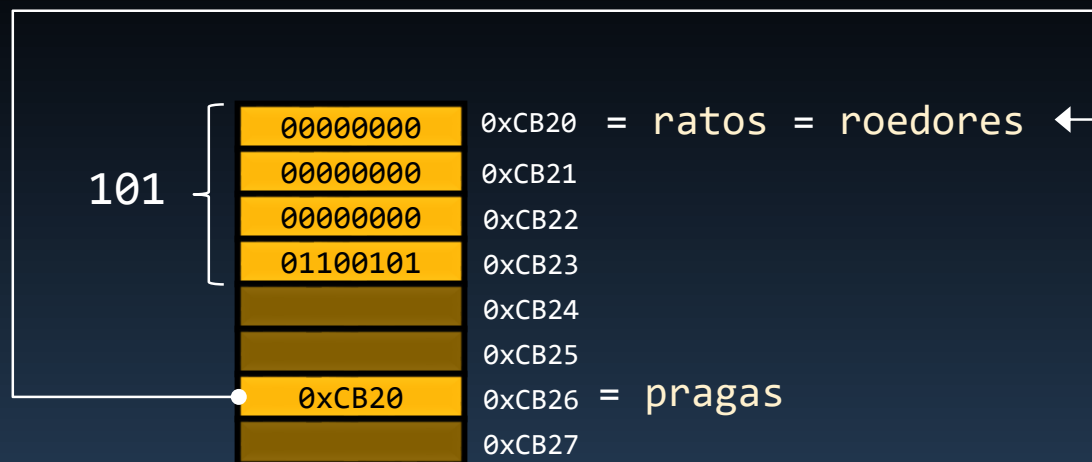 00000000 0xCB20 = ratos = roedores
00000000 0xCB21
101
00000000 0xCB22
01100101 0xCB23
0xCB24
0xCB25
0xCB20 0xCB26 = pragas
0xCB27